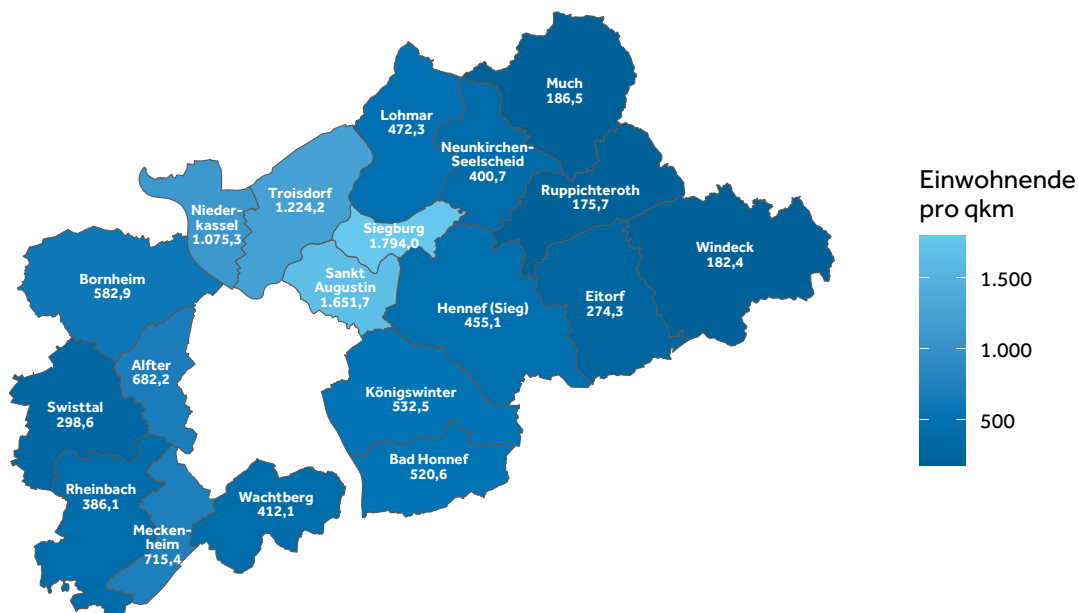 Much
186,5
Lohmar
472,3
Neunkirchen-
Seelscheid
400,7
Troisdorf
1.224,2
Ruppichteroth
175,7
Nieder-
kassel
1.075,3
Siegburg
1.794,0
Windeck
182,4
Bornheim
582,9
Sankt
Augustin
1.651,7
Hennef (Sieg)
455,1
Eitorf
274,3
Alfter
682,2
Königswinter
532,5
Swisttal
298,6
Bad Honnef
520,6
Rheinbach
386,1
Wachtberg
412,1
Mecken-
heim
715,4
Einwohnende
pro qkm
1.500
1.000
500